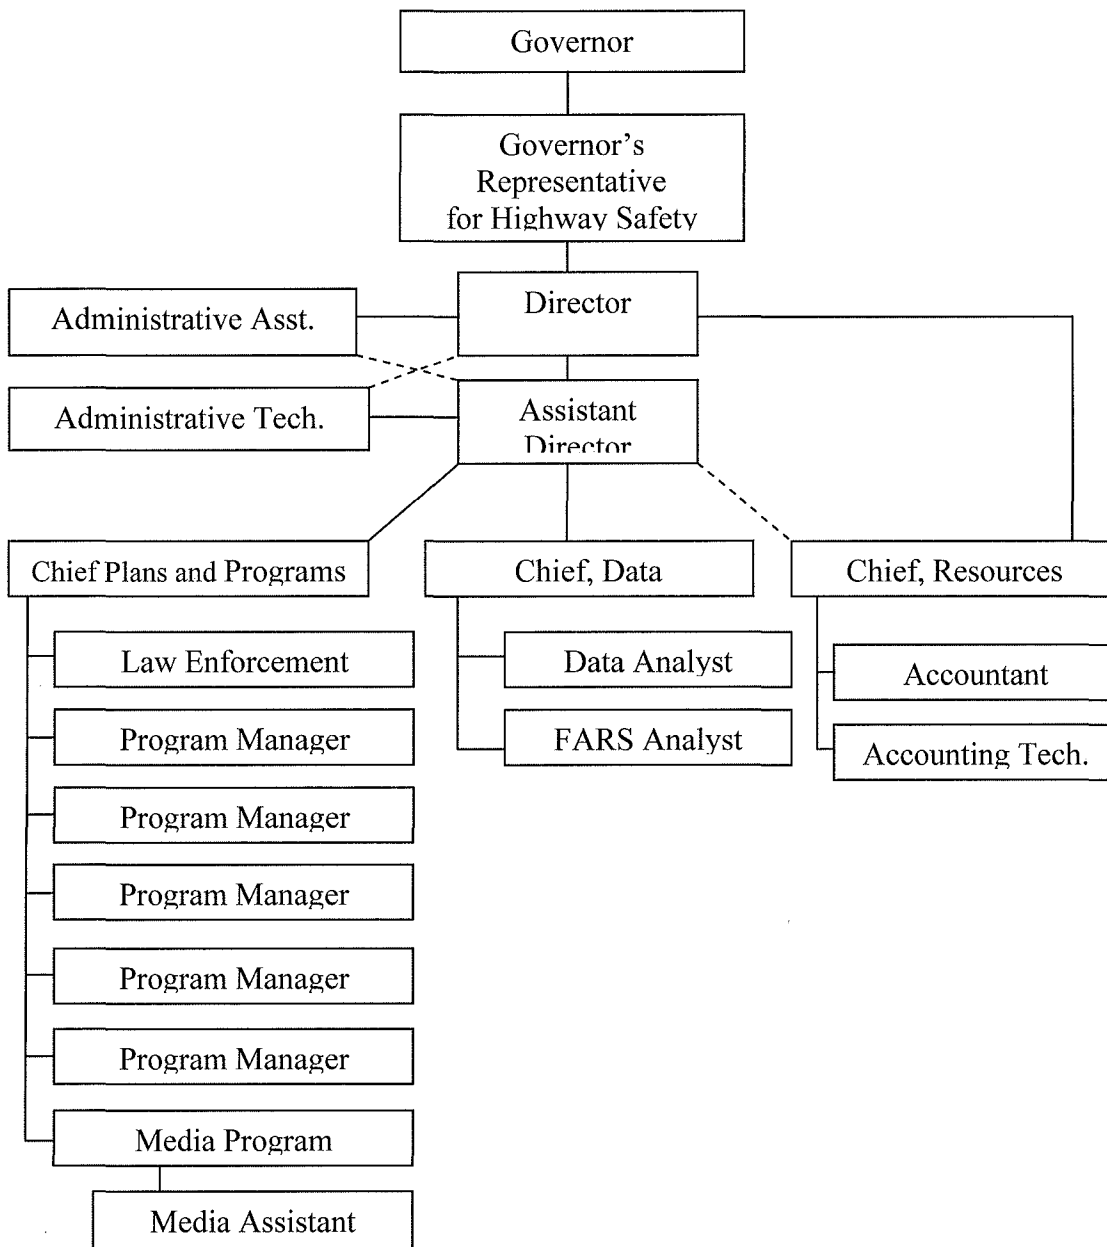 Governor
Governor's
Representative
for Highway Safety
Director
Administrative Asst.
Administrative Tech.
Assistant
Director
Chief Plans and Programs
Chief, Data
Chief, Resources
Law Enforcement
Program Manager
Program Manager
Program Manager
Program Manager
Program Manager
Media Program
Media Assistant
Data Analyst
FARS Analyst
Accountant
Accounting Tech.